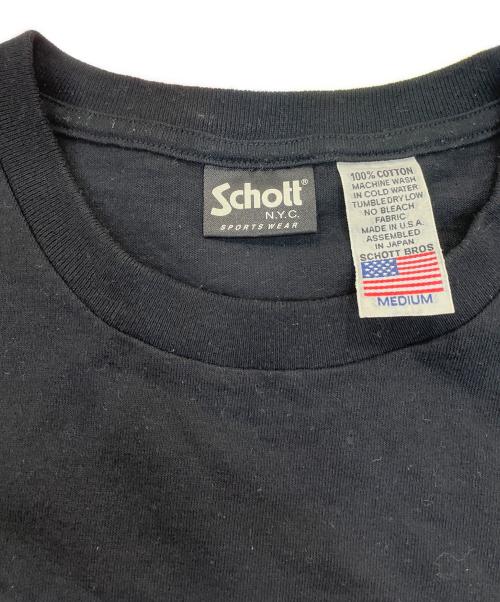 Schott®
N.Y.C.
SPORTS WEAR
100% COTTON
MACHINE WASH
IN COLD WATER
TUMBLE DRY LOW
NO BLEACH
FABRIC
MADE IN U.S.A.
ASSEMBLED
IN JAPAN
SCHOTT BROS
MEDIUM